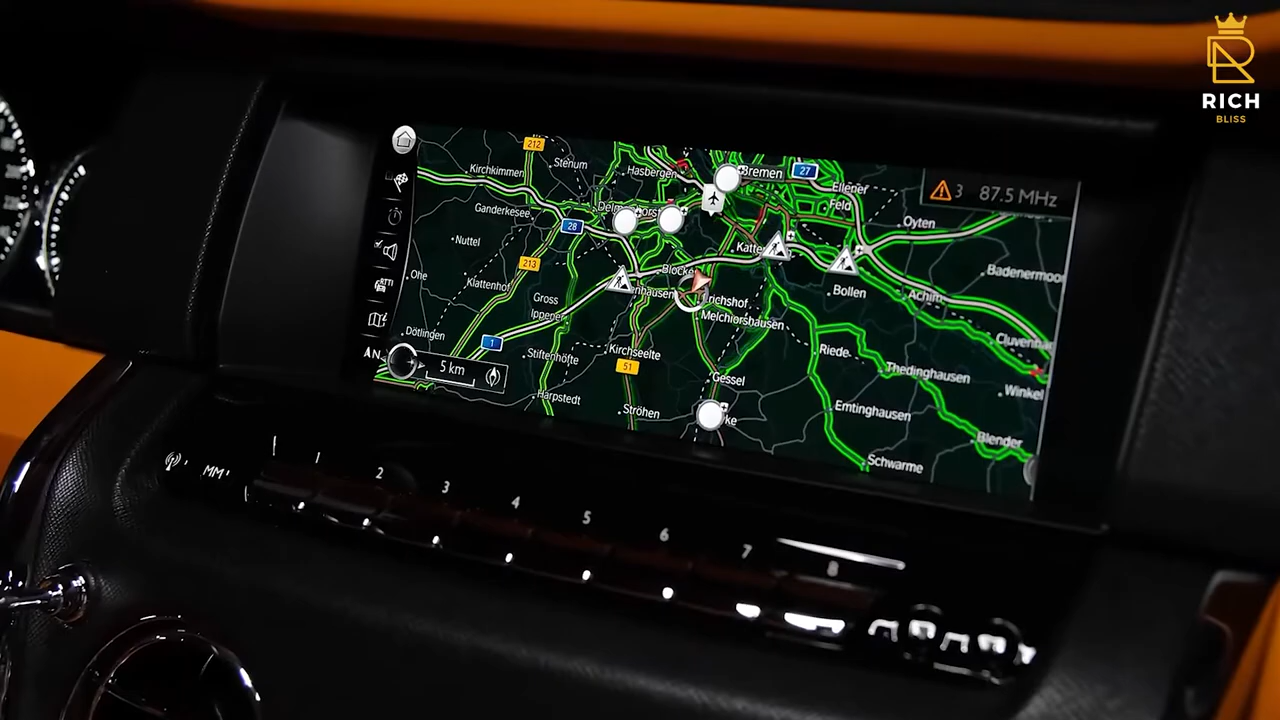 RICH
BLISS
212
Stenum
Kirchkimmen
Hasbergen
Bremen
27
Ellener
Feld
3 87.5 MHz
Ganderkesee
28
Oyten
Nuttel
213
Ohe
Klattenhof
Badenermoor
Bollen
Achim
Gross
Ippener
Melchiorshausen
Dötlingen
1
Stiftenhöfte
Kirchseelte
51
Riede
Thedinghausen
5 km
Gessel
Winkel
Harpstedt
Ströhen
Emtinghausen
Blender
Schwarme
RTTI
1 2 3 4 5 6 7 8